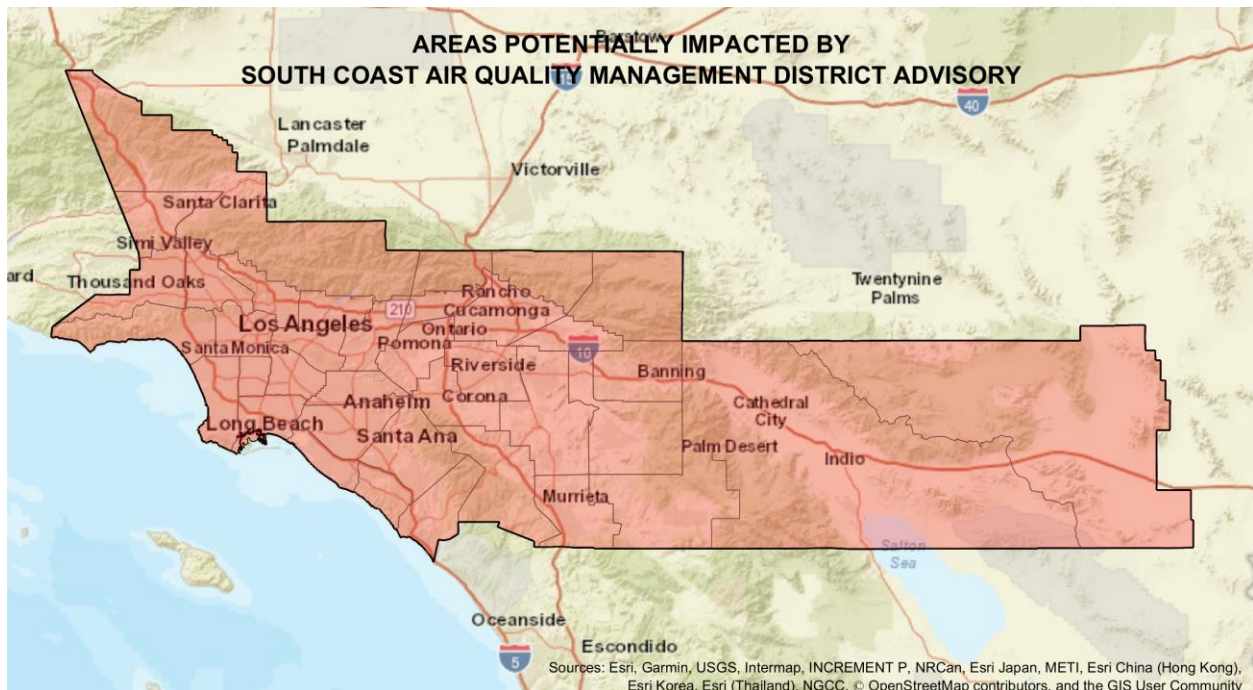 AREAS POTENTIALLY IMPACTED BY
SOUTH COAST AIR QUALITY MANAGEMENT DISTRICT ADVISORY
Barstow
15
40
Lancaster
Palmdale
Victorville
Santa Clarita
Simi Valley
ard
Thousand Oaks
Twentynine
Palms
Rancho
Cucamonga
210
Los Angeles
Ontario
Pomona
Santa Monica
10
Riverside
Banning
Anaheim
Corona
Cathedral
City
Long Beach
Santa Ana
Palm Desert
Indio
Murrieta
Salton
Sea
Oceanside
Escondido
5
Sources: Esri, Garmin, USGS, Intermap, INCREMENT P, NRCan, Esri Japan, METI, Esri China (Hong Kong),
Esri Korea, Esri (Thailand), NGCC, © OpenStreetMap contributors, and the GIS User Community